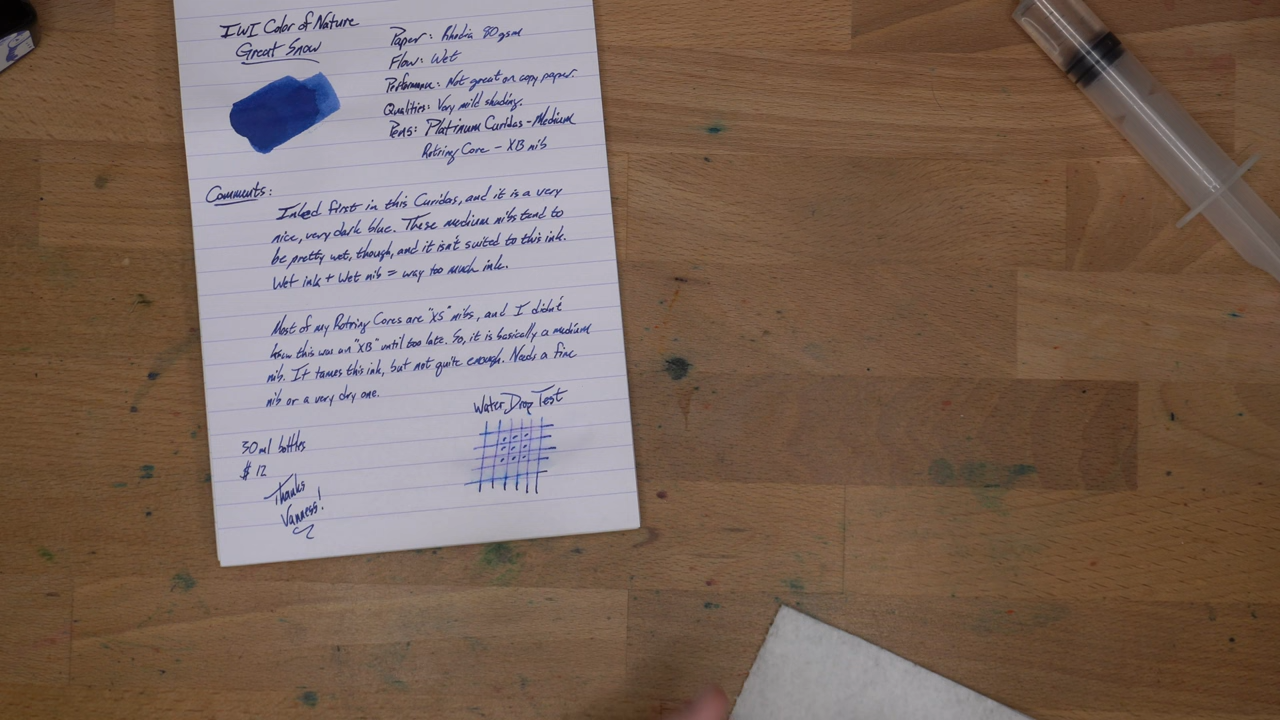 IWI Color of Nature
Great Snow
Paper: Rhodia 80 gsm
Flow: Wet
Performance: Not great on copy paper.
Qualities: Very mild shading.
Pens: Platinum Curidas - Medium
Rotring Core - XB nib
Comments:
Inked first in this Curidas, and it is a very
nice, very dark blue. These medium nibs tend to
be pretty wet, though, and it isn't suited to this ink.
Wet ink + Wet nib = way too much ink.
Most of my Rotring Cores are "XS" nibs, and I didn't
know this was an "XB" until too late. So, it is basically a medium
nib. It tames this ink, but not quite enough. Needs a fine
nib or a very dry one.
Water Drop Test
30 ml bottles
$12
Thanks
Vanness!